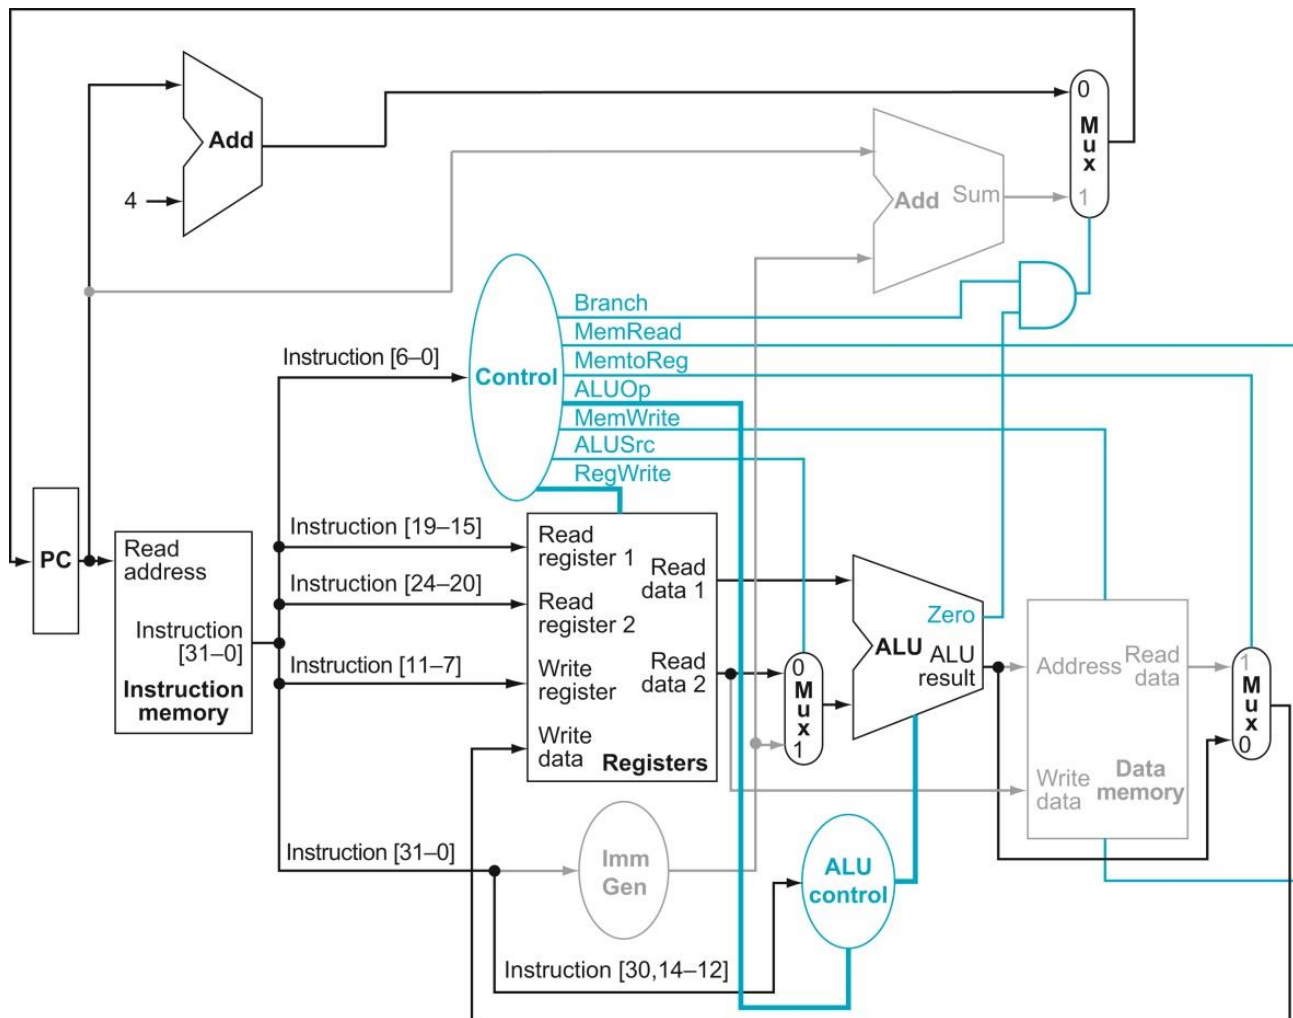 Add
4
0
M
u
x
1
Add Sum
Branch
MemRead
MemtoReg
ALUOp
MemWrite
ALUSrc
RegWrite
Control
Instruction [6–0]
Instruction [19–15]
Instruction [24–20]
Instruction [11–7]
Instruction [31–0]
PC
Read
address
Instruction
[31–0]
Instruction
memory
Read
register 1
Read
register 2
Write
register
Write
data
Read
data 1
Read
data 2
Registers
0
M
u
x
1
Zero
ALU
ALU
result
Address
Read
data
Write
data
Data
memory
1
M
u
x
0
Imm
Gen
ALU
control
Instruction [30,14–12]